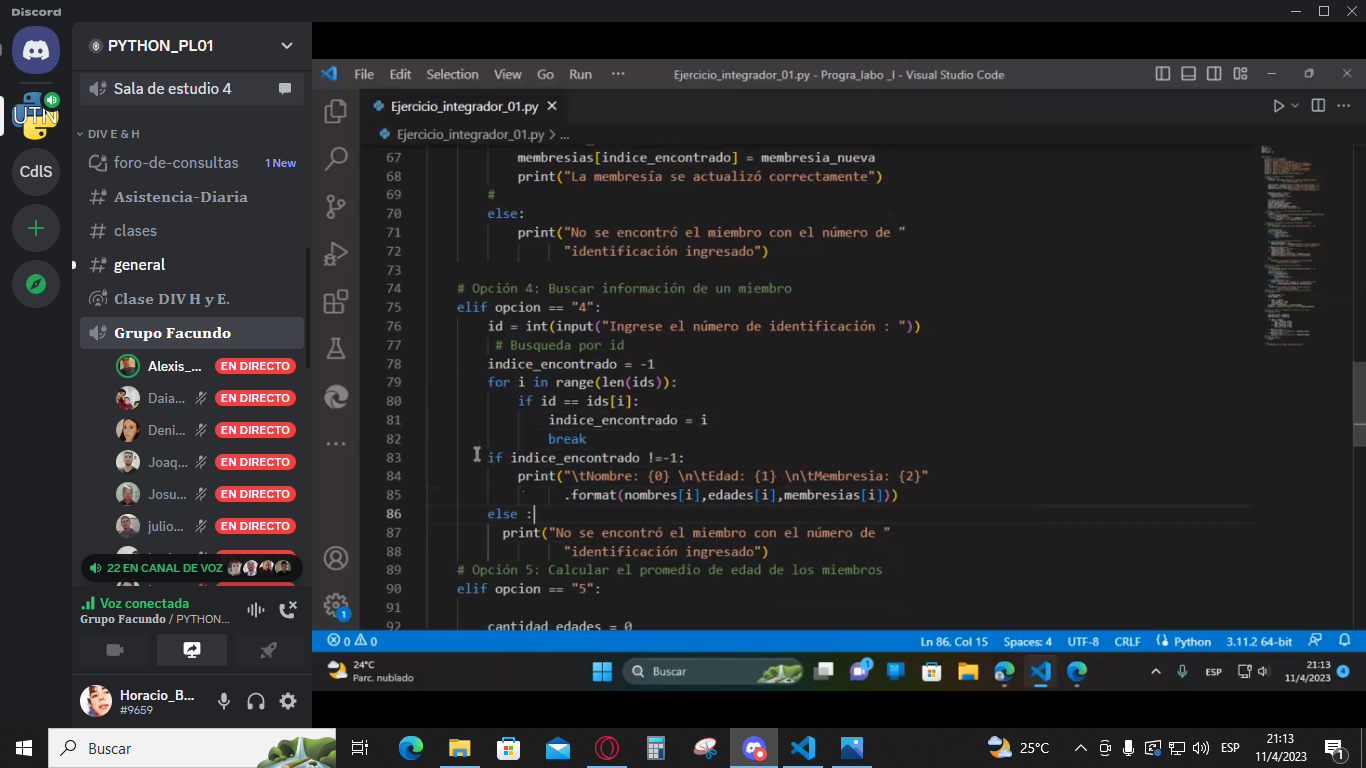 Discord
PYTHON_PL01
Sala de estudio 4
UTN
DIV E & H
foro-de-consultas 1 New
CdlS
Asistencia-Diaria
clases
general
Clase DIV H y E.
Grupo Facundo
Alexis_... EN DIRECTO
Daia... EN DIRECTO
Deni... EN DIRECTO
Joaq... EN DIRECTO
Josu... EN DIRECTO
julio... EN DIRECTO
22 EN CANAL DE VOZ
Voz conectada
Grupo Facundo / PYTHON...
Horacio_B...
#9659
File Edit Selection View Go Run ··· Ejercicio_integrador_01.py - Progra_labo _I - Visual Studio Code
Ejercicio_integrador_01.py
Ejercicio_integrador_01.py > ...
67 membresias[indice_encontrado] = membresia_nueva
68 print("La membresía se actualizó correctamente")
69 #
70 else:
71 print("No se encontró el miembro con el número de "
72 "identificación ingresado")
73
74 # Opción 4: Buscar información de un miembro
75 elif opcion == "4":
76 id = int(input("Ingrese el número de identificación : "))
77 # Busqueda por id
78 indice_encontrado = -1
79 for i in range(len(ids)):
80 if id == ids[i]:
81 indice_encontrado = i
82 break
83 if indice_encontrado !=-1:
84 print("\tNombre: {0} \n\tEdad: {1} \n\tMembresia: {2}"
85 .format(nombres[i],edades[i],membresias[i]))
86 else :
87 print("No se encontró el miembro con el número de "
88 "identificación ingresado")
89 # Opción 5: Calcular el promedio de edad de los miembros
90 elif opcion == "5":
91
92 cantidad_edades = 0
1
0 0 Ln 86, Col 15 Spaces: 4 UTF-8 CRLF Python 3.11.2 64-bit
24°C
Parc. nublado
Buscar
1
ESP
21:13
11/4/2023
4
Buscar
25°C
ESP
21:13
11/4/2023
1